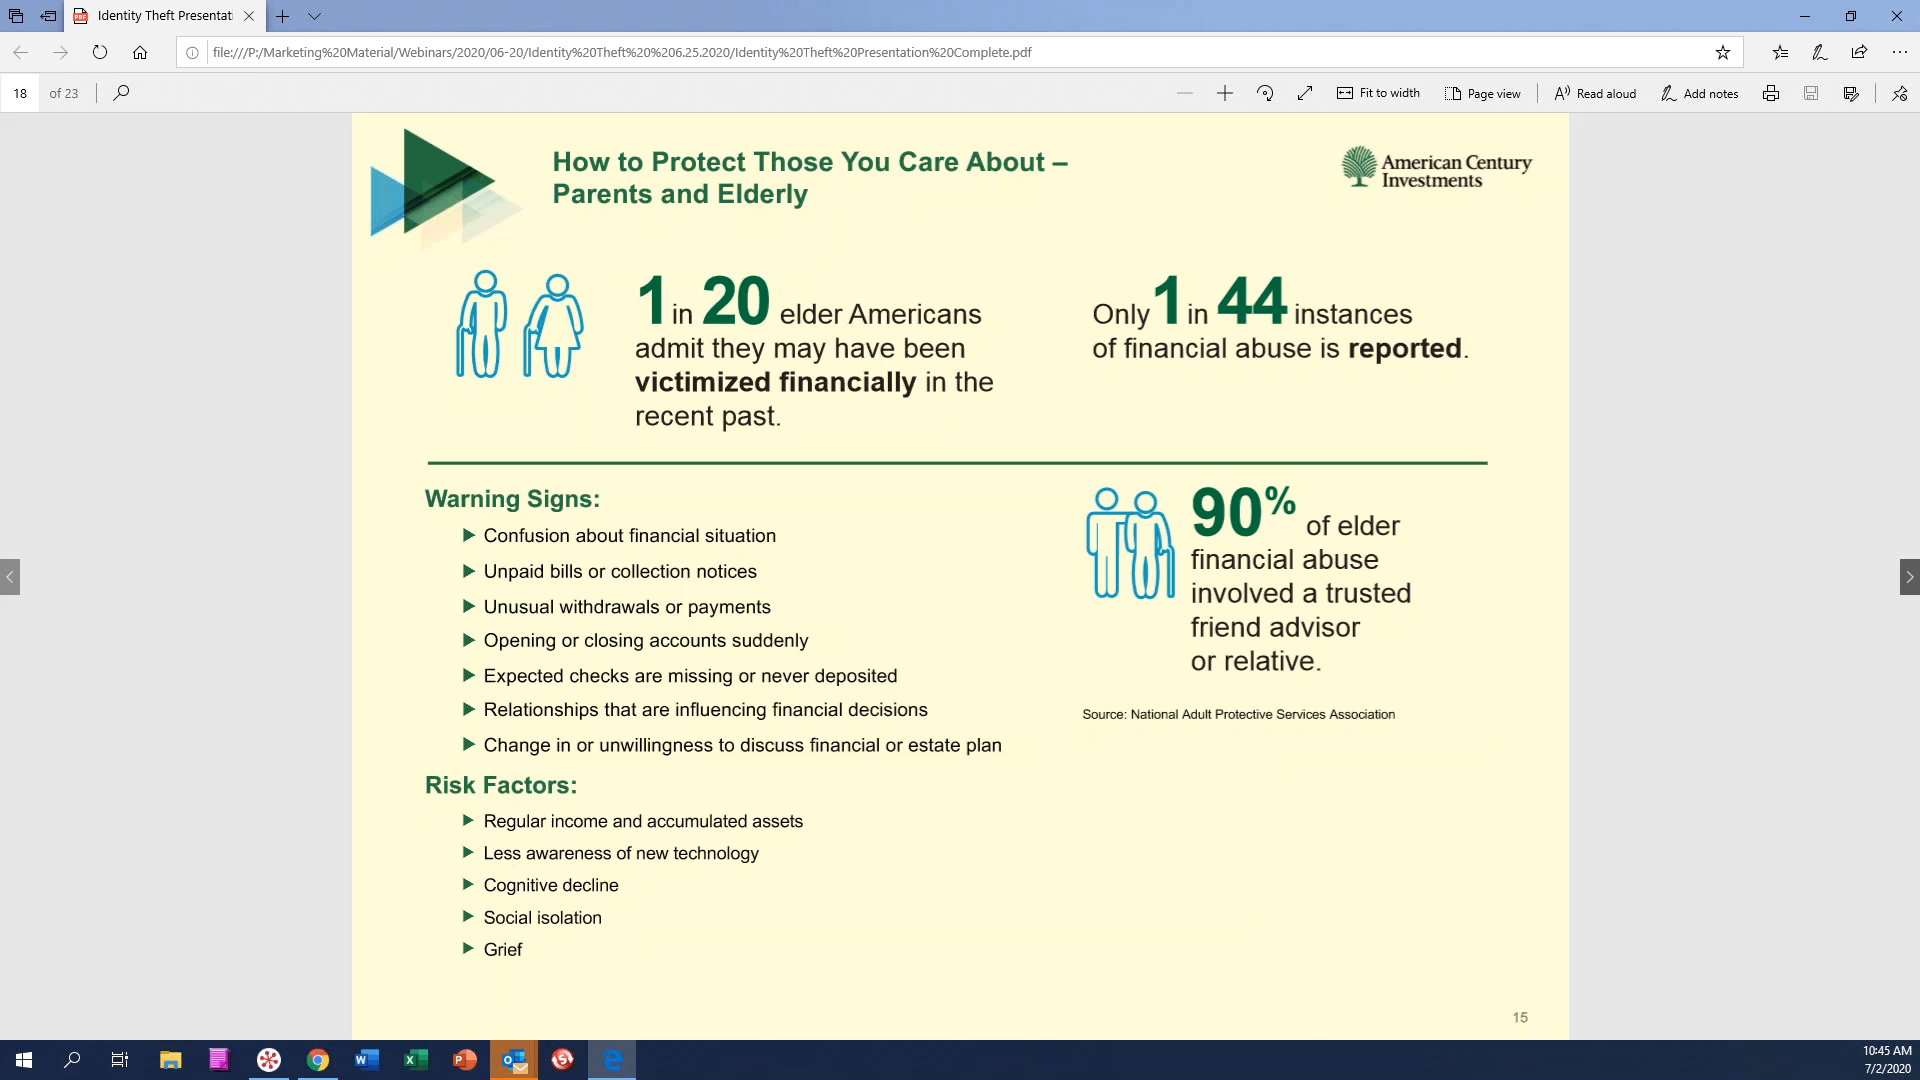 Identity Theft Presentati
file:///P:/Marketing%20Material/Webinars/2020/06-20/Identity%20Theft%20%206.25.2020/Identity%20Theft%20Presentation%20Complete.pdf
18 of 23
Fit to width
Page view
Read aloud
Add notes
How to Protect Those You Care About –
Parents and Elderly
American Century
Investments
1 in 20 elder Americans
admit they may have been
victimized financially in the
recent past.
Only 1 in 44 instances
of financial abuse is reported.
Warning Signs:
Confusion about financial situation
Unpaid bills or collection notices
Unusual withdrawals or payments
Opening or closing accounts suddenly
Expected checks are missing or never deposited
Relationships that are influencing financial decisions
Change in or unwillingness to discuss financial or estate plan
Risk Factors:
Regular income and accumulated assets
Less awareness of new technology
Cognitive decline
Social isolation
Grief
90% of elder
financial abuse
involved a trusted
friend advisor
or relative.
Source: National Adult Protective Services Association
15
10:45 AM
7/2/2020